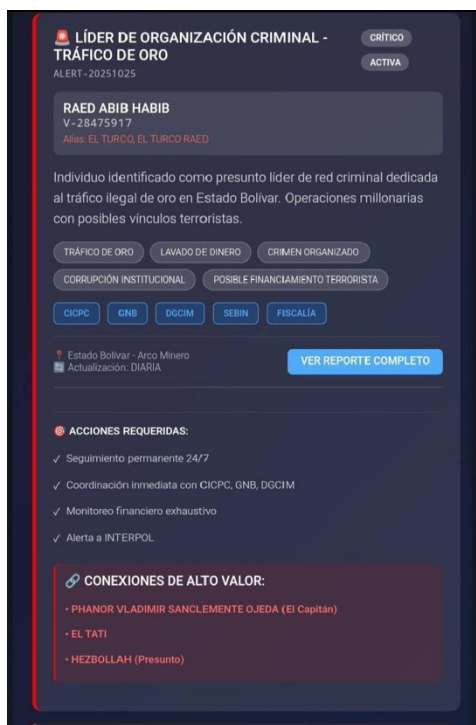 🚨 LÍDER DE ORGANIZACIÓN CRIMINAL -
TRÁFICO DE ORO
CRÍTICO
ACTIVA
ALERT-20251025
RAED ABIB HABIB
V-28475917
Alias: EL TURCO, EL TURCO RAED
Individuo identificado como presunto líder de red criminal dedicada
al tráfico ilegal de oro en Estado Bolívar. Operaciones millonarias
con posibles vínculos terroristas.
TRÁFICO DE ORO LAVADO DE DINERO CRIMEN ORGANIZADO
CORRUPCIÓN INSTITUCIONAL POSIBLE FINANCIAMIENTO TERRORISTA
CICPC GNB DGCIM SEBIN FISCALÍA
📍 Estado Bolívar - Arco Minero
🔄 Actualización: DIARIA
VER REPORTE COMPLETO
🎯 ACCIONES REQUERIDAS:
✓ Seguimiento permanente 24/7
✓ Coordinación inmediata con CICPC, GNB, DGCIM
✓ Monitoreo financiero exhaustivo
✓ Alerta a INTERPOL
🔗 CONEXIONES DE ALTO VALOR:
• PHANOR VLADIMIR SANCLEMENTE OJEDA (El Capitán)
• EL TATI
• HEZBOLLAH (Presunto)